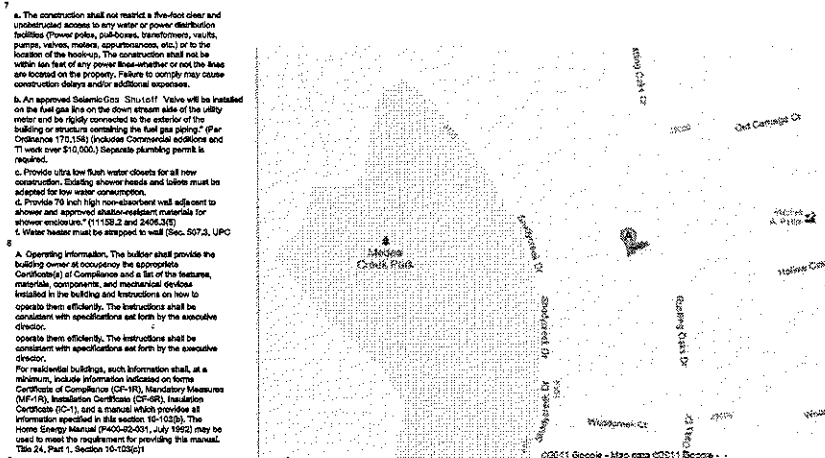 7
a. The construction shall not restrict a five-foot clear and
unobstructed access to any water or power distribution
facilities (Power poles, pull-boxes, transformers, vaults,
pumps, valves, meters, appurtenances, etc.) or to the
location of the hook-up. The construction shall not be
within ten feet of any power lines-whether or not the lines
are located on the property. Failure to comply may cause
construction delays and/or additional expenses.
b. An approved Seismic Gas Shutoff Valve will be installed
on the fuel gas line on the down stream side of the utility
meter and be rigidly connected to the exterior of the
building or structure containing the fuel gas piping." (Per
Ordinance 170,158) (includes Commercial additions and
TI work over $10,000.) Separate plumbing permit is
required.
c. Provide ultra low flush water closets for all new
construction. Existing shower heads and toilets must be
adapted for low water consumption.
d. Provide 70 inch high non-absorbent wall adjacent to
shower and approved shatter-resistant materials for
shower enclosure." (1115B.2 and 2406.3(5)
f. Water heater must be strapped to wall (Sec. 507.3, UPC
A Operating information. The builder shall provide the
building owner at occupancy the appropriate
Certificate(s) of Compliance and a list of the features,
materials, components, and mechanical devices
installed in the building and instructions on how to
operate them efficiently. The instructions shall be
consistent with specifications set forth by the executive
director.
operate them efficiently. The instructions shall be
consistent with specifications set forth by the executive
director.
For residential buildings, such information shall, at a
minimum, include information indicated on forms
Certificate of Compliance (CF-1R), Mandatory Measures
(MF-1R), Installation Certificate (CF-6R), Insulation
Certificate (IC-1), and a manual which provides all
information specified in this section 10-103(b). The
Home Energy Manual (P400-92-031, July 1992) may be
used to meet the requirement for providing this manual.
Title 24, Part 1, Section 10-103(c)1
Medea
Creek Park
Oak Ct
Old Carriage Ct
A
Hollow
Sandycreek Dr
Sandycreek Dr
Sandycreek Dr
Rustling Oaks Dr
Oaks Dr
©2011 Google - Map data ©2011 Google -